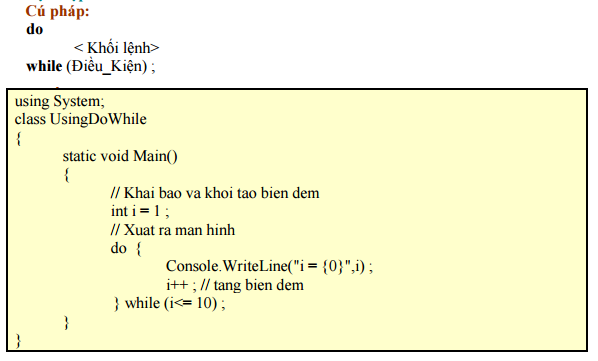 Cú pháp:
do
< Khối lệnh>
while (Điều_Kiện) ;
using System;
class UsingDoWhile
{
static void Main()
{
// Khai bao va khoi tao bien dem
int i = 1 ;
// Xuat ra man hinh
do {
Console.WriteLine("i = {0}",i) ;
i++ ; // tang bien dem
} while (i<= 10) ;
}
}